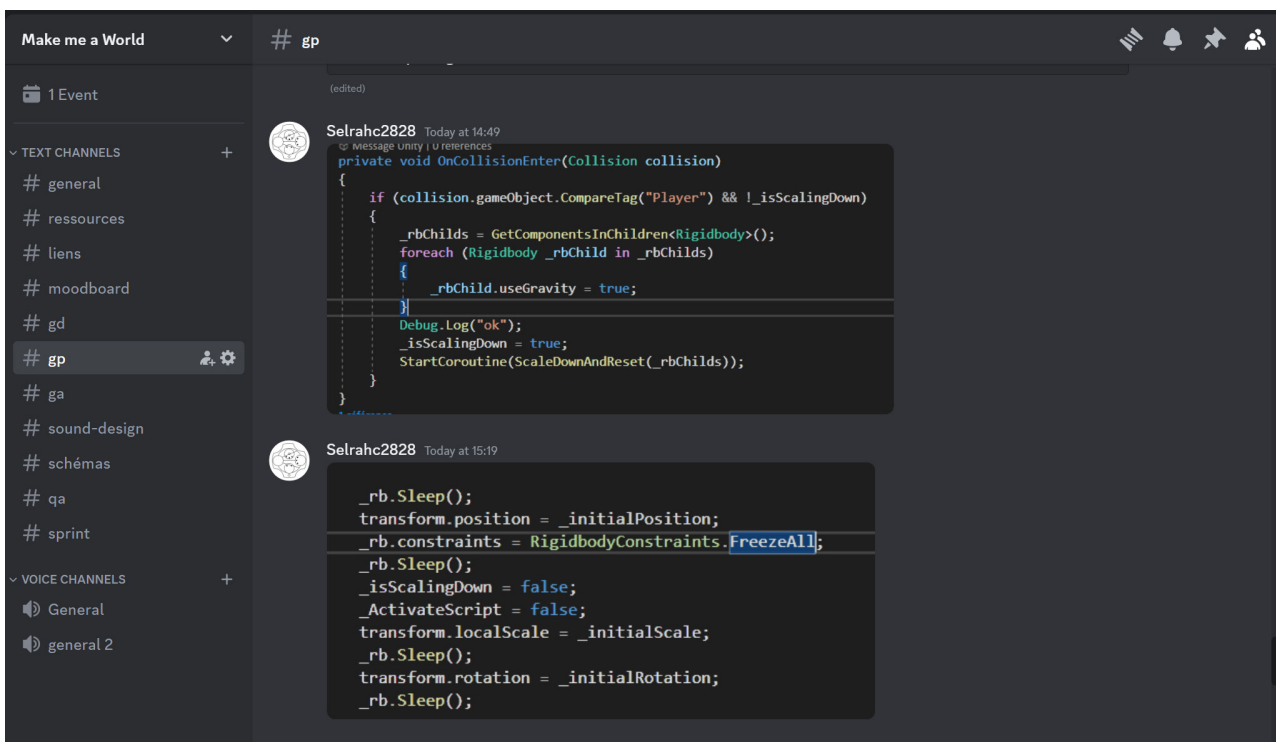 Make me a World
1 Event
TEXT CHANNELS
general
ressources
liens
moodboard
gd
gp
ga
sound-design
schémas
qa
sprint
VOICE CHANNELS
General
general 2
gp
(edited)
Selrahc2828 Today at 14:49
Message Unity | 0 references
private void OnCollisionEnter(Collision collision)
{
if (collision.gameObject.CompareTag("Player") && !_isScalingDown)
{
_rbChilds = GetComponentsInChildren<Rigidbody>();
foreach (Rigidbody _rbChild in _rbChilds)
{
_rbChild.useGravity = true;
}
Debug.Log("ok");
_isScalingDown = true;
StartCoroutine(ScaleDownAndReset(_rbChilds));
}
}
Selrahc2828 Today at 15:19
_rb.Sleep();
transform.position = _initialPosition;
_rb.constraints = RigidbodyConstraints.FreezeAll;
_rb.Sleep();
_isScalingDown = false;
_ActivateScript = false;
transform.localScale = _initialScale;
_rb.Sleep();
transform.rotation = _initialRotation;
_rb.Sleep();